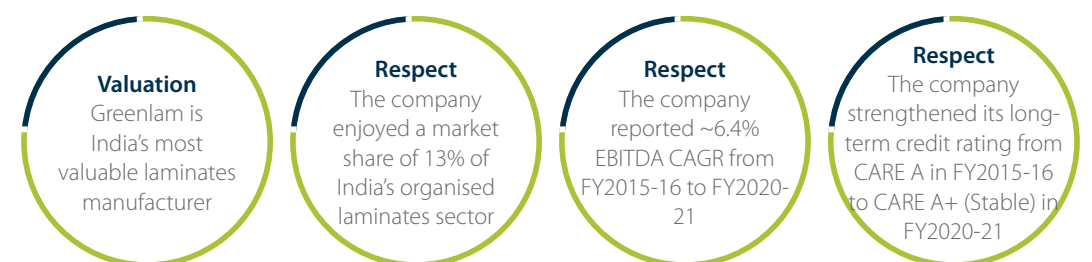 Valuation
Greenlam is
India's most
valuable laminates
manufacturer
Respect
The company
enjoyed a market
share of 13% of
India's organised
laminates sector
Respect
The company
reported ~6.4%
EBITDA CAGR from
FY2015-16 to FY2020-
21
Respect
The company
strengthened its long-
term credit rating from
CARE A in FY2015-16
to CARE A+ (Stable) in
FY2020-21